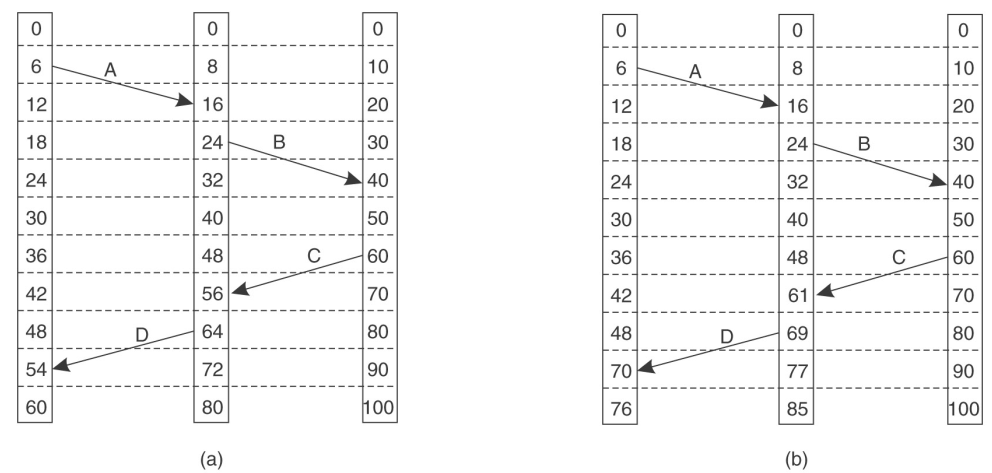 0 0 0 0 0 0
6 A 8 10 6 A 8 10
12 16 20 12 16 20
18 24 B 30 18 24 B 30
24 32 40 24 32 40
30 40 50 30 40 50
36 48 C 60 36 48 C 60
42 56 70 42 61 70
48 D 64 80 48 D 69 80
54 72 90 70 77 90
60 80 100 76 85 100
(a) (b)